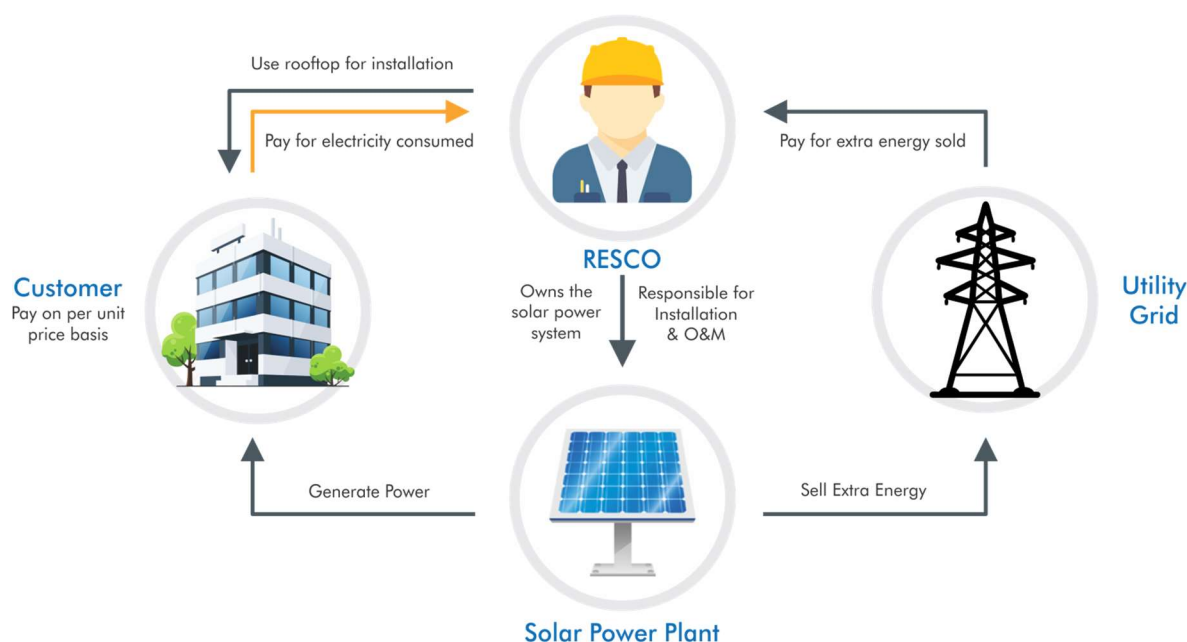 Use rooftop for installation
Pay for electricity consumed
Pay for extra energy sold
RESCO
Customer
Pay on per unit
price basis
Owns the
solar power
system
Responsible for
Installation
& O&M
Utility
Grid
Generate Power
Sell Extra Energy
Solar Power Plant